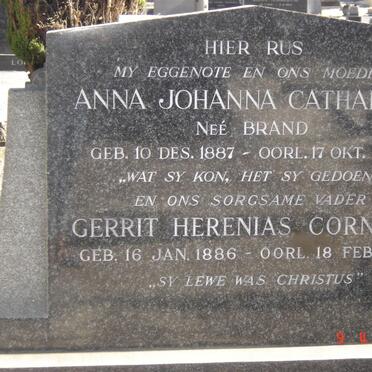 HIER RUS
MY EGGENOTE EN ONS MOEDE
ANNA JOHANNA CATHA
NEÉ BRAND
GEB. 10 DES. 1887 - OORL. 17 OKT.
„WAT SY KON, HET SY GEDOEN
EN ONS SORGSAME VADER
GERRIT HERENIAS CORN
GEB. 16 JAN. 1886 - OORL. 18 FEB.
„SY LEWE WAS CHRISTUS"